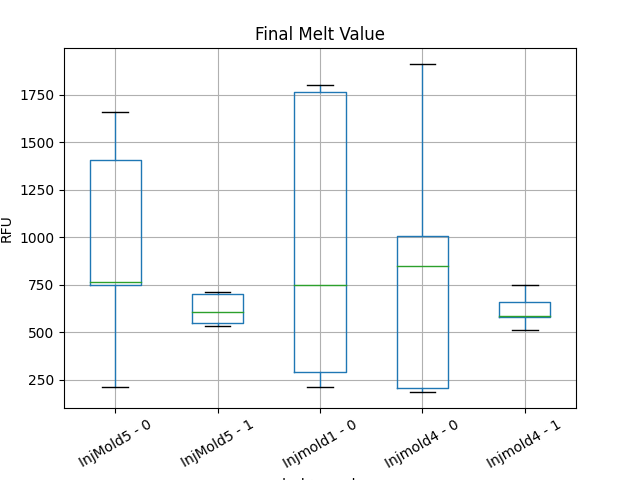 Final Melt Value
1750
1500
1250
1000
750
500
250
RFU
InjMold5 - 0
InjMold5 - 1
Injmold1 - 0
Injmold4 - 0
Injmold4 - 1